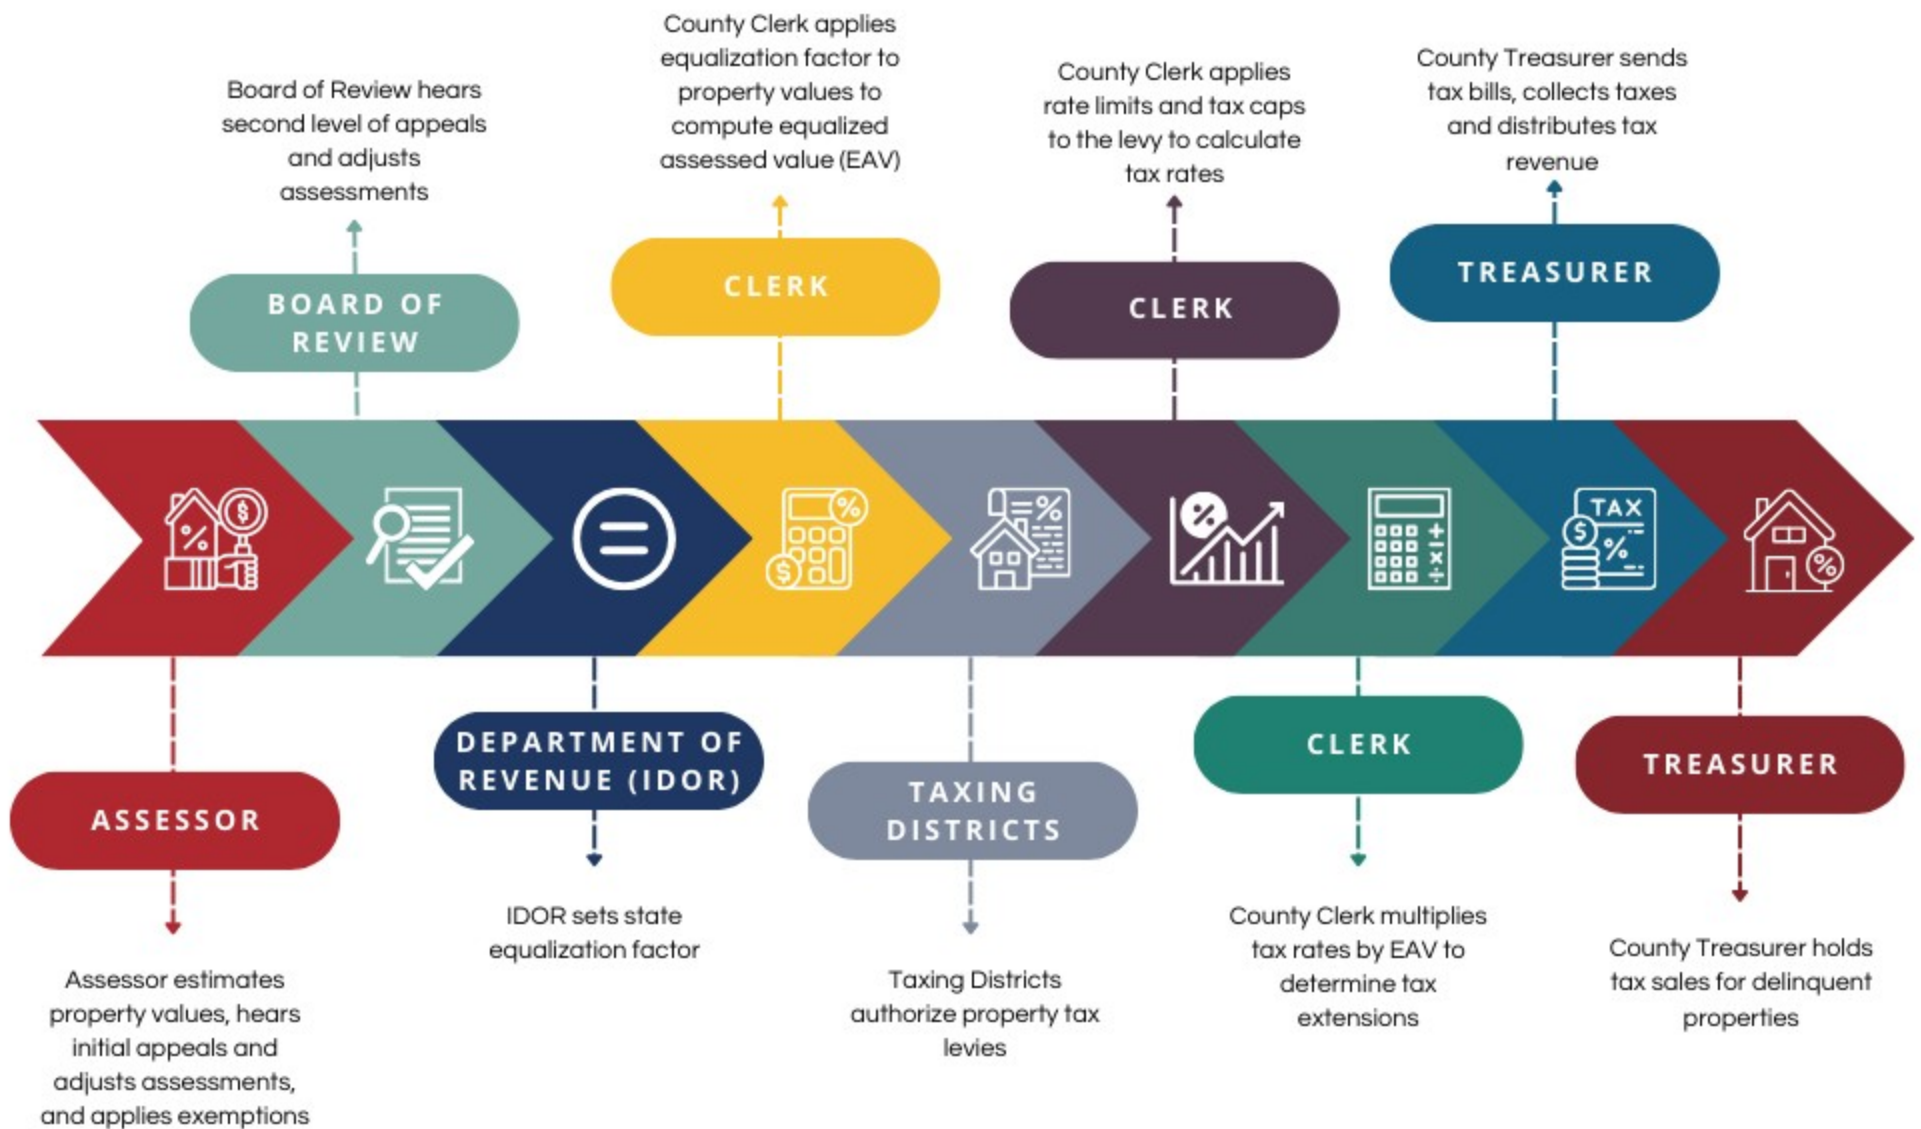 Assessor estimates
property values, hears
initial appeals and
adjusts assessments,
and applies exemptions
ASSESSOR
Board of Review hears
second level of appeals
and adjusts
assessments
BOARD OF
REVIEW
DEPARTMENT OF
REVENUE (IDOR)
IDOR sets state
equalization factor
County Clerk applies
equalization factor to
property values to
compute equalized
assessed value (EAV)
CLERK
TAXING
DISTRICTS
Taxing Districts
authorize property tax
levies
County Clerk applies
rate limits and tax caps
to the levy to calculate
tax rates
CLERK
CLERK
County Clerk multiplies
tax rates by EAV to
determine tax
extensions
County Treasurer sends
tax bills, collects taxes
and distributes tax
revenue
TREASURER
TAX
TREASURER
County Treasurer holds
tax sales for delinquent
properties